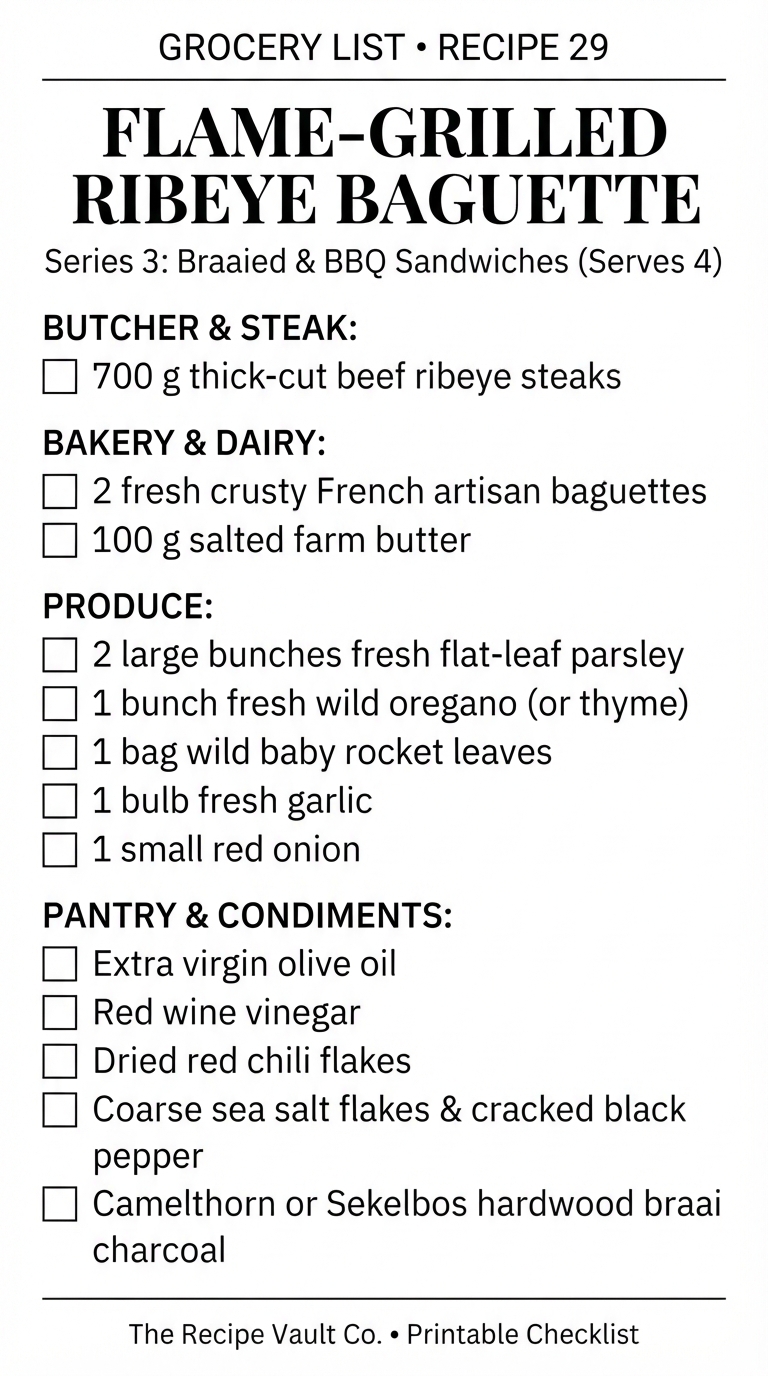 GROCERY LIST • RECIPE 29
FLAME-GRILLED
RIBEYE BAGUETTE
Series 3: Braaied & BBQ Sandwiches (Serves 4)
BUTCHER & STEAK:
700 g thick-cut beef ribeye steaks
BAKERY & DAIRY:
2 fresh crusty French artisan baguettes
100 g salted farm butter
PRODUCE:
2 large bunches fresh flat-leaf parsley
1 bunch fresh wild oregano (or thyme)
1 bag wild baby rocket leaves
1 bulb fresh garlic
1 small red onion
PANTRY & CONDIMENTS:
Extra virgin olive oil
Red wine vinegar
Dried red chili flakes
Coarse sea salt flakes & cracked black
pepper
Camelthorn or Sekelbos hardwood braai
charcoal
The Recipe Vault Co. • Printable Checklist